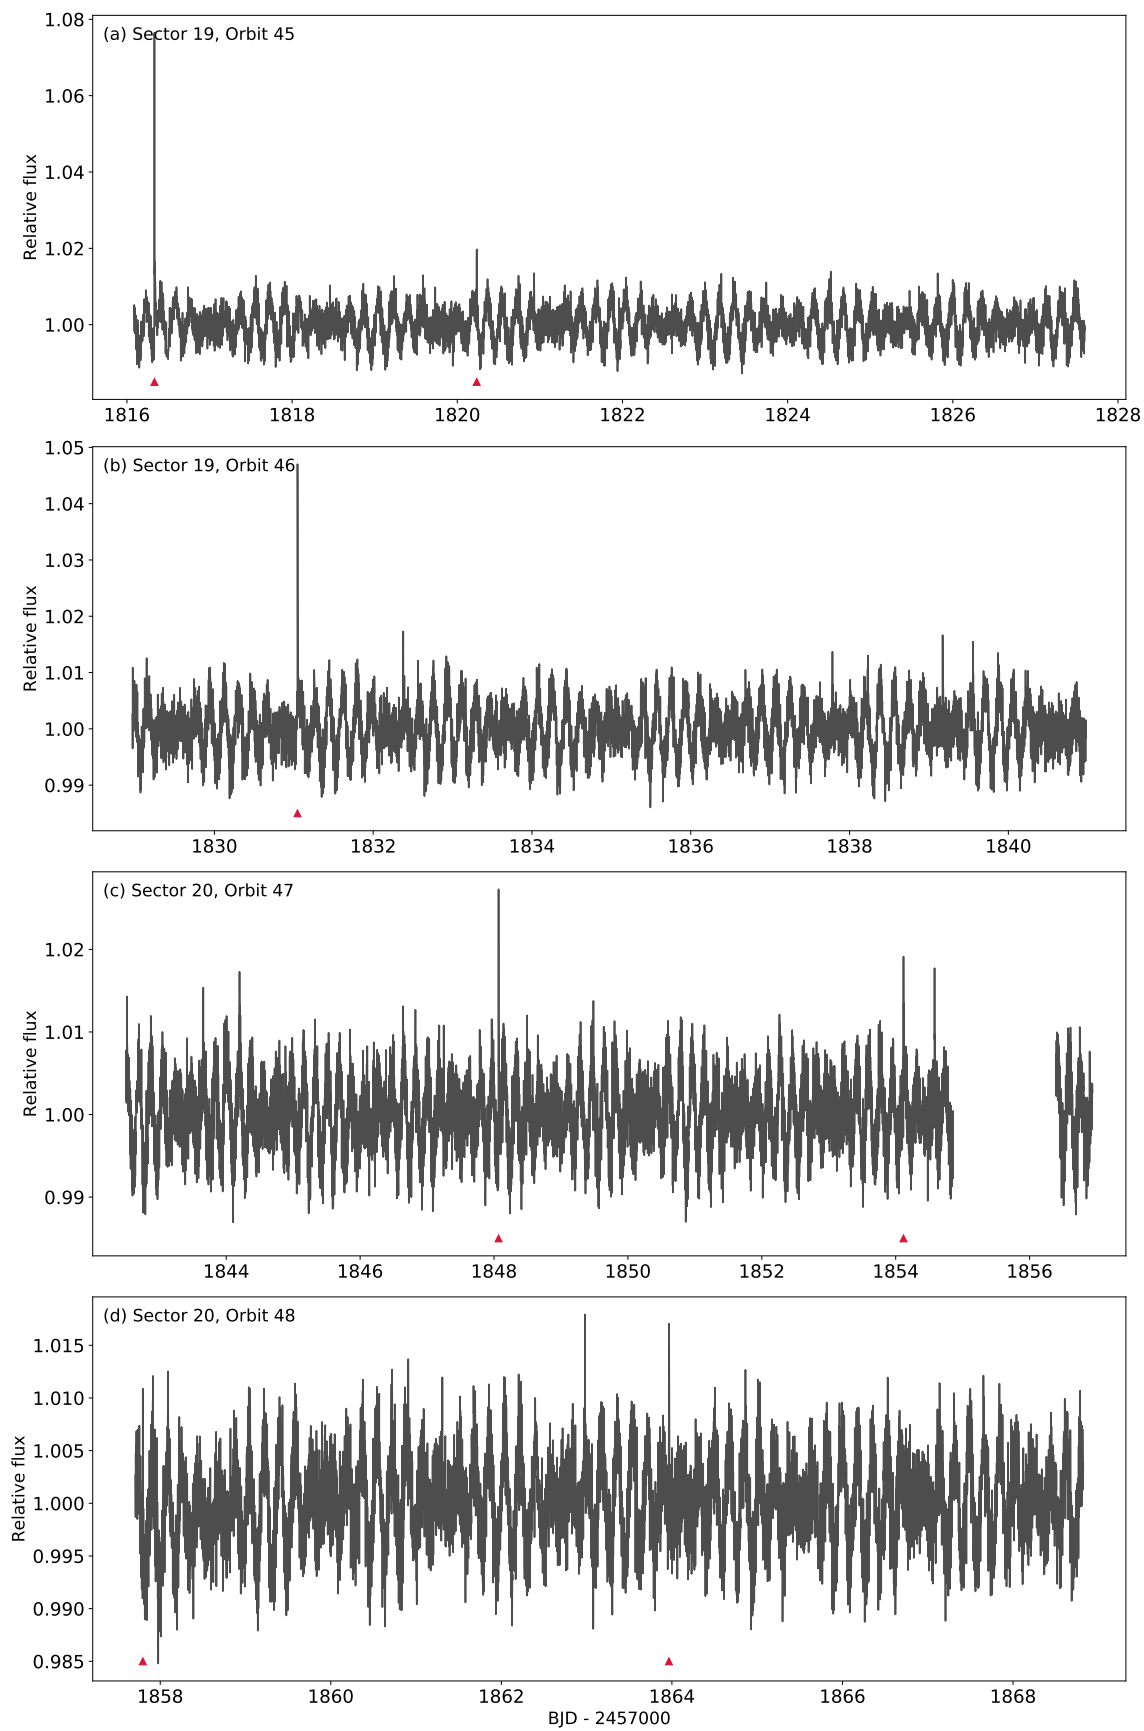 (a) Sector 19, Orbit 45
Relative flux
1.08
1.06
1.04
1.02
1.00
1816 1818 1820 1822 1824 1826 1828
(b) Sector 19, Orbit 46
Relative flux
1.05
1.04
1.03
1.02
1.01
1.00
0.99
1830 1832 1834 1836 1838 1840
(c) Sector 20, Orbit 47
Relative flux
1.02
1.01
1.00
0.99
1844 1846 1848 1850 1852 1854 1856
(d) Sector 20, Orbit 48
Relative flux
1.015
1.010
1.005
1.000
0.995
0.990
0.985
1858 1860 1862 1864 1866 1868
BJD - 2457000